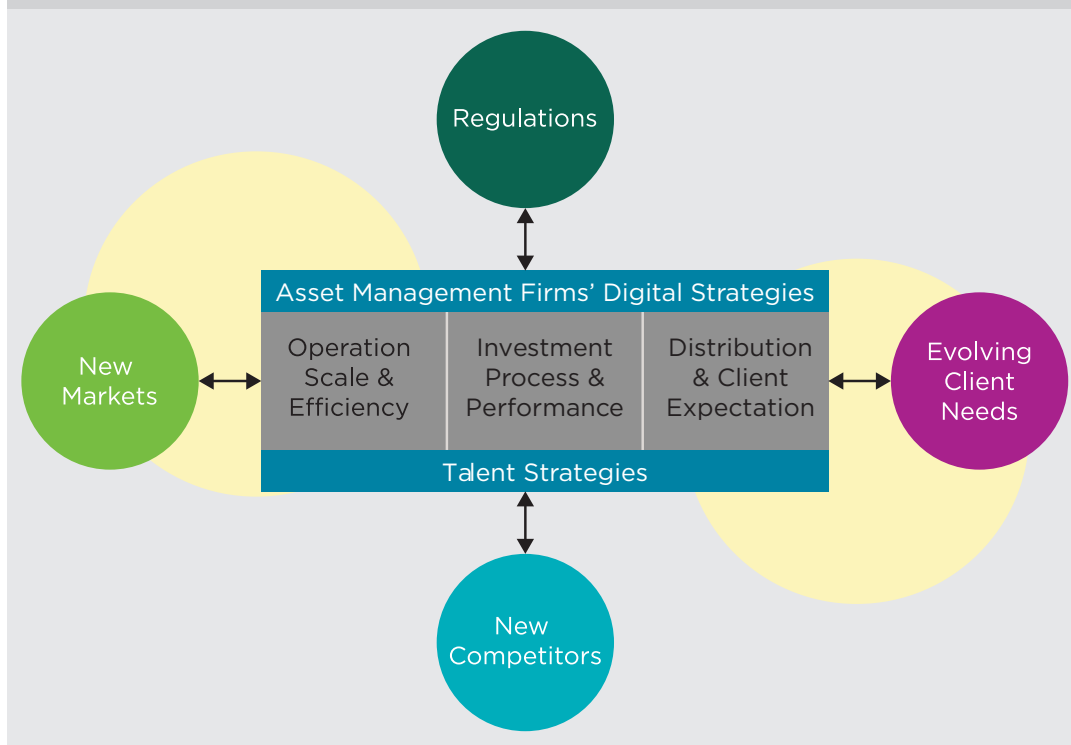 Regulations
Asset Management Firms’ Digital Strategies
New
Markets
Operation
Scale &
Efficiency
Investment
Process &
Performance
Distribution
& Client
Expectation
Evolving
Client
Needs
Talent Strategies
New
Competitors